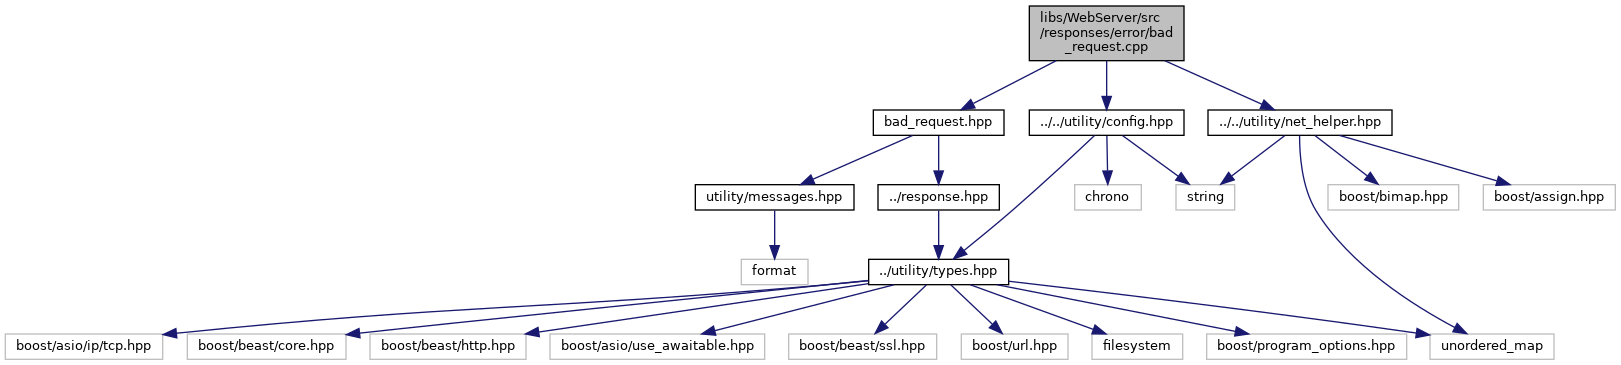 libs/WebServer/src
/responses/error/bad
_request.cpp
bad_request.hpp
../../utility/config.hpp
../../utility/net_helper.hpp
utility/messages.hpp
../response.hpp
chrono
string
boost/bimap.hpp
boost/assign.hpp
format
../utility/types.hpp
boost/asio/ip/tcp.hpp
boost/beast/core.hpp
boost/beast/http.hpp
boost/asio/use_awaitable.hpp
boost/beast/ssl.hpp
boost/url.hpp
filesystem
boost/program_options.hpp
unordered_map